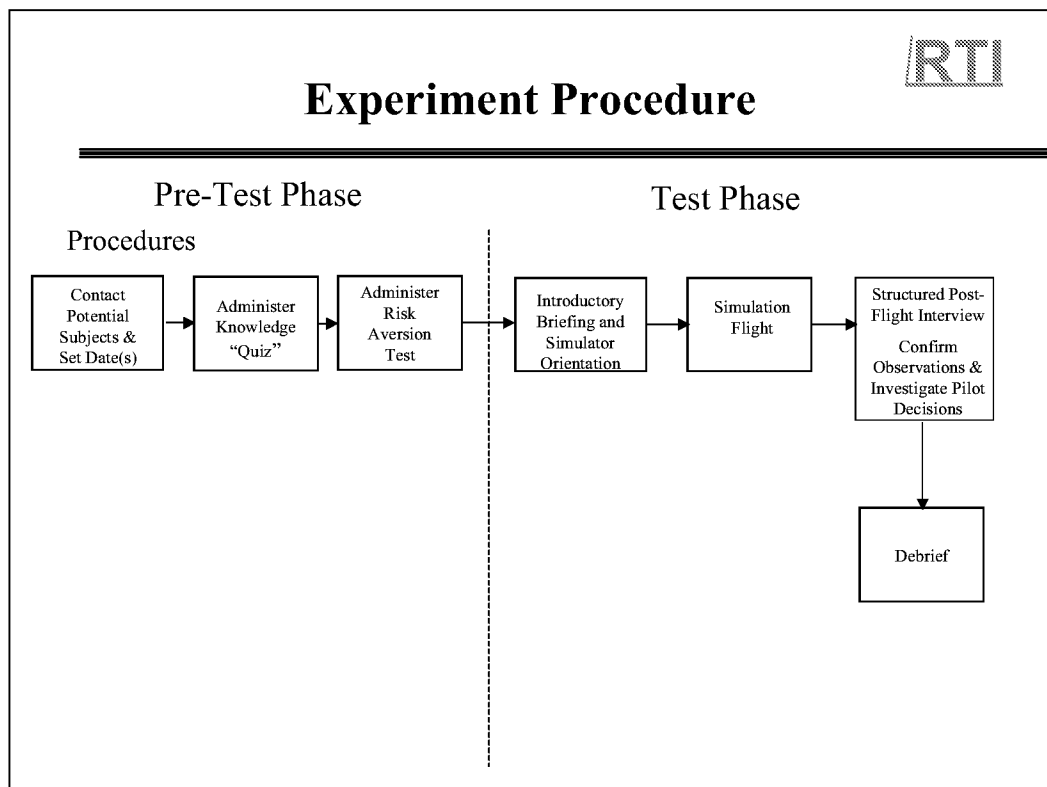 RTI
Experiment Procedure
Pre-Test Phase
Test Phase
Procedures
Contact
Potential
Subjects &
Set Date(s)
Administer
Knowledge
“Quiz”
Administer
Risk
Aversion
Test
Introductory
Briefing and
Simulator
Orientation
Simulation
Flight
Structured Post-
Flight Interview
Confirm
Observations &
Investigate Pilot
Decisions
Debrief